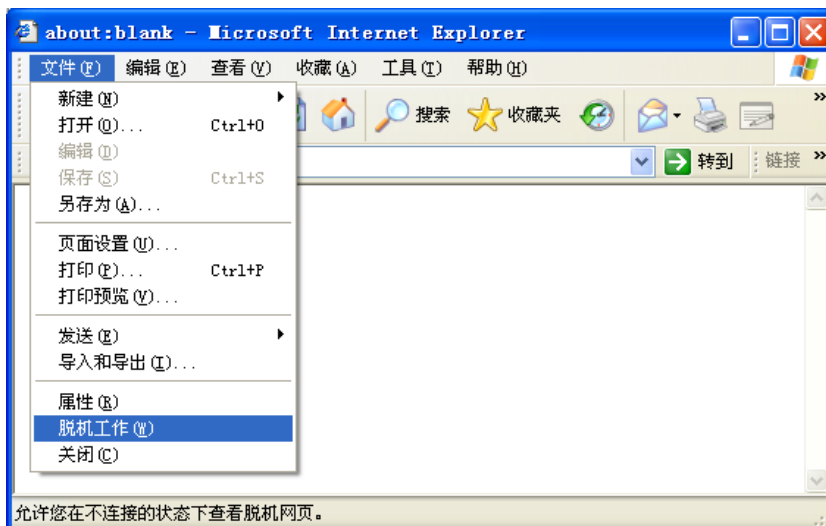 about:blank - Microsoft Internet Explorer
文件(F) 编辑(E) 查看(V) 收藏(A) 工具(T) 帮助(H)
搜索 收藏夹
转到 链接
新建(N)
打开(O)... Ctrl+O
编辑(D)
保存(S) Ctrl+S
另存为(A)...
页面设置(U)...
打印(P)... Ctrl+P
打印预览(V)...
发送(E)
导入和导出(I)...
属性(R)
脱机工作(W)
关闭(C)
允许您在不连接的状态下查看脱机网页。